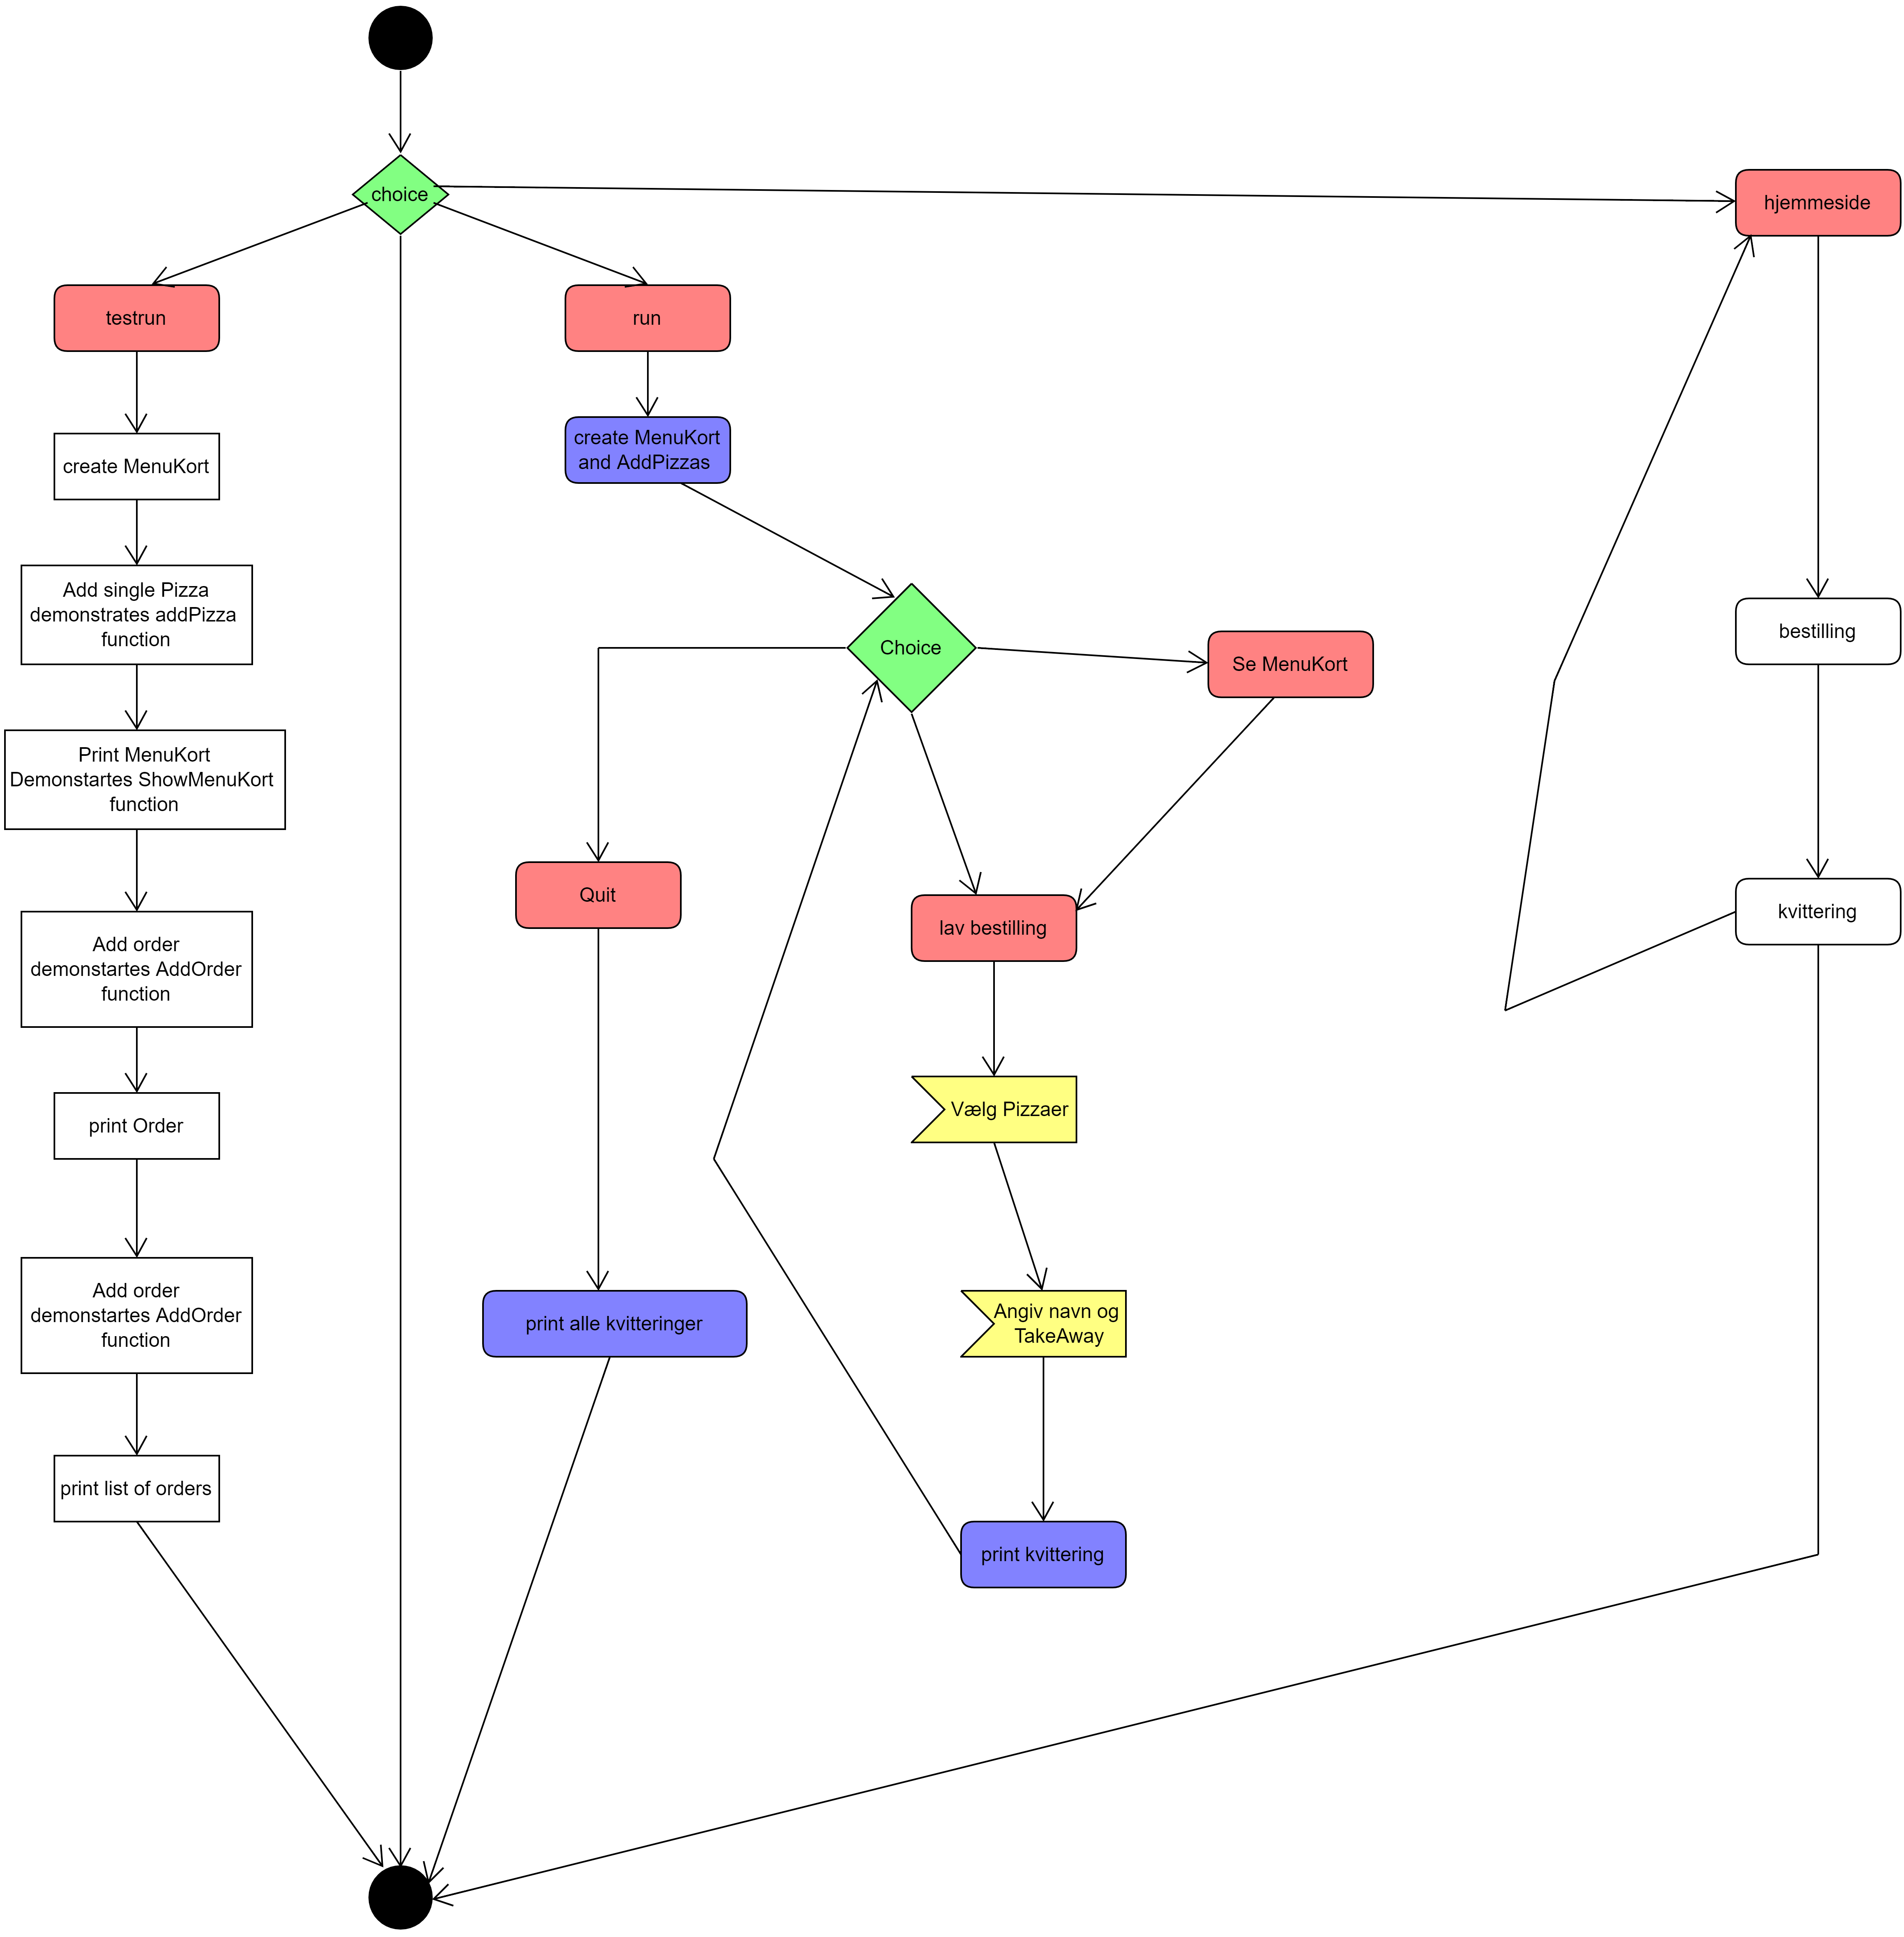 choice
hjemmeside
testrun
run
create MenuKort
and AddPizzas
create MenuKort
Add single Pizza
demonstrates addPizza
function
Choice
Se MenuKort
bestilling
Print MenuKort
Demonstartes ShowMenuKort
function
Quit
lav bestilling
kvittering
Add order
demonstartes AddOrder
function
print Order
Vælg Pizzaer
Add order
demonstartes AddOrder
function
print alle kvitteringer
Angiv navn og
TakeAway
print list of orders
print kvittering